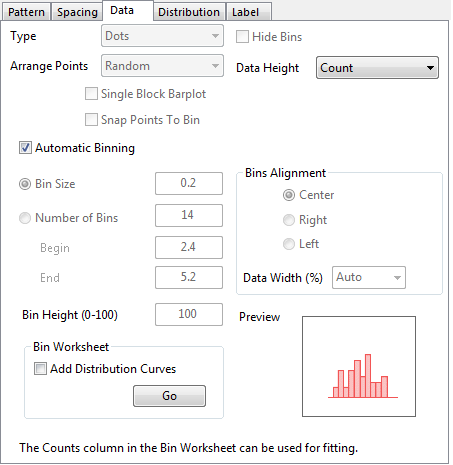 Pattern Spacing Data Distribution Label
Type Dots Hide Bins
Arrange Points Random Data Height Count
Single Block Barplot
Snap Points To Bin
Automatic Binning
Bin Size 0.2 Bins Alignment
Center
Number of Bins 14 Right
Begin 2.4 Left
End 5.2 Data Width (%) Auto
Bin Height (0-100) 100 Preview
Bin Worksheet
Add Distribution Curves
Go
The Counts column in the Bin Worksheet can be used for fitting.